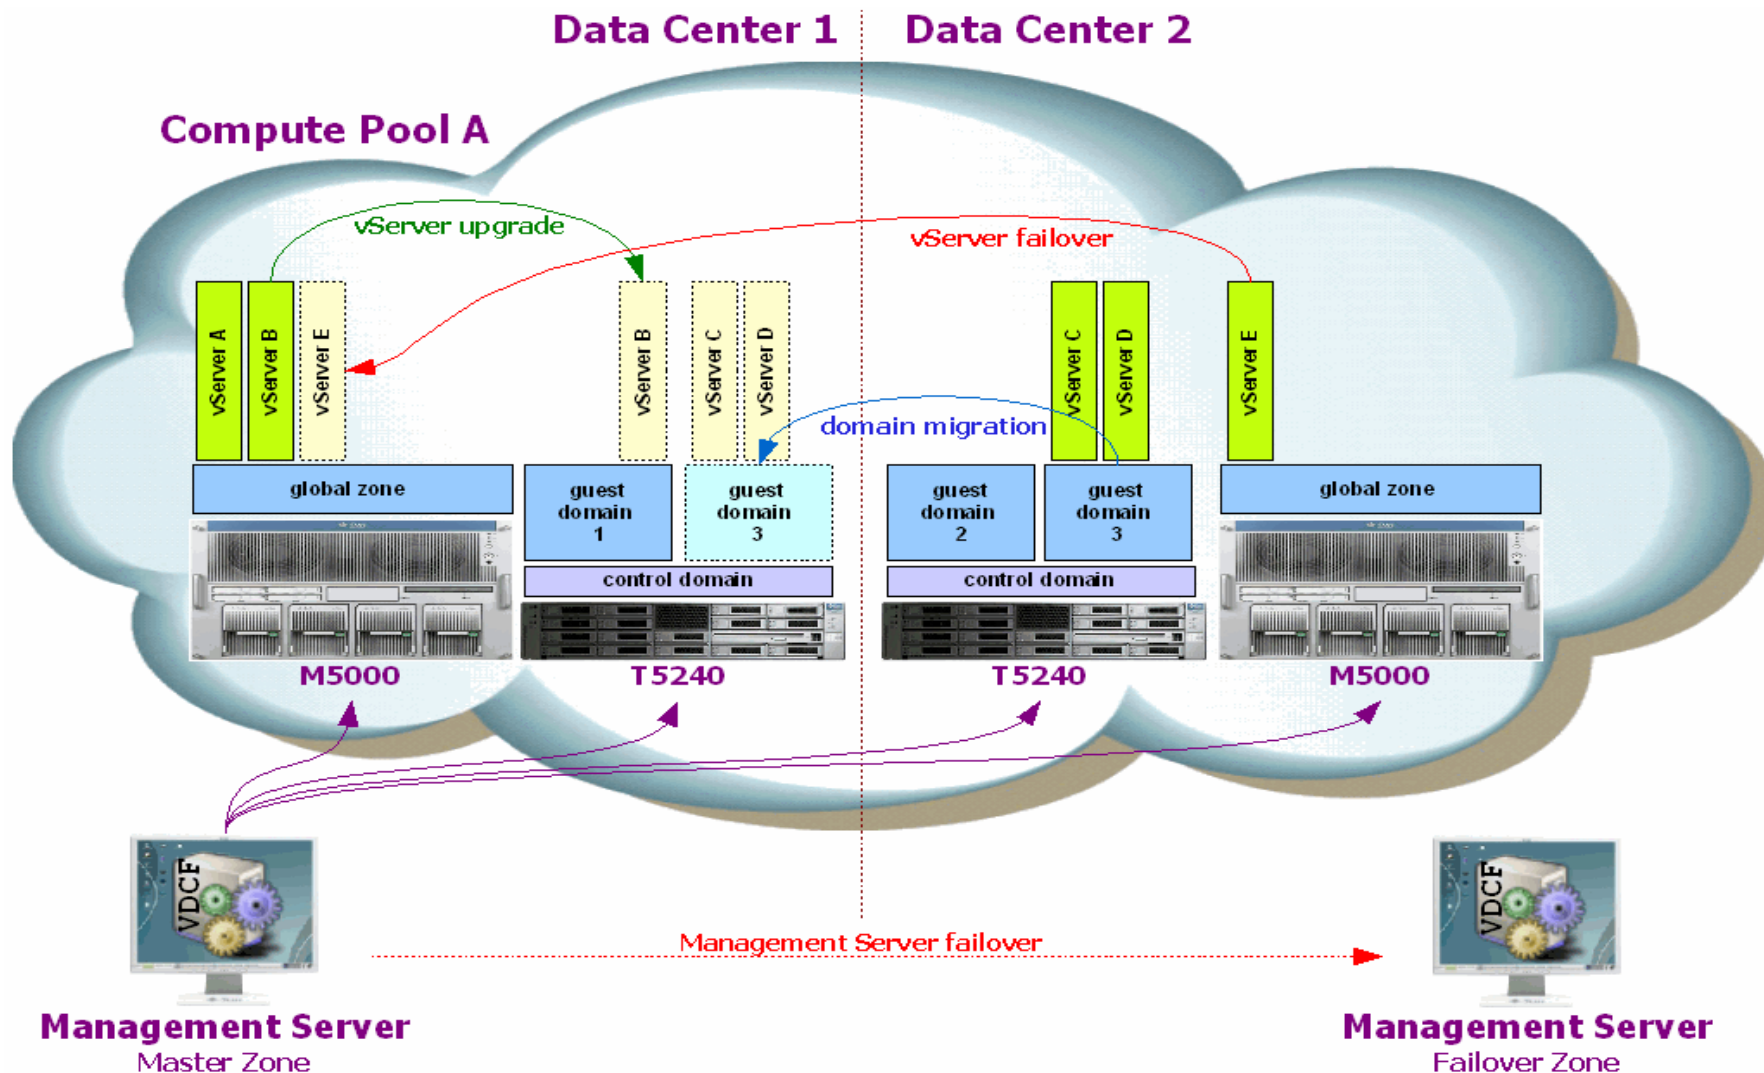 Data Center 1
Data Center 2
Compute Pool A
vServer upgrade
vServer failover
vServer A
vServer B
vServer E
vServer B
vServer C
vServer D
vServer C
vServer D
vServer E
domain migration
global zone
guest
domain
1
guest
domain
3
guest
domain
2
guest
domain
3
global zone
control domain
control domain
M5000
T5240
T5240
M5000
VDCF
VDCF
Management Server failover
Management Server
Master Zone
Management Server
Failover Zone